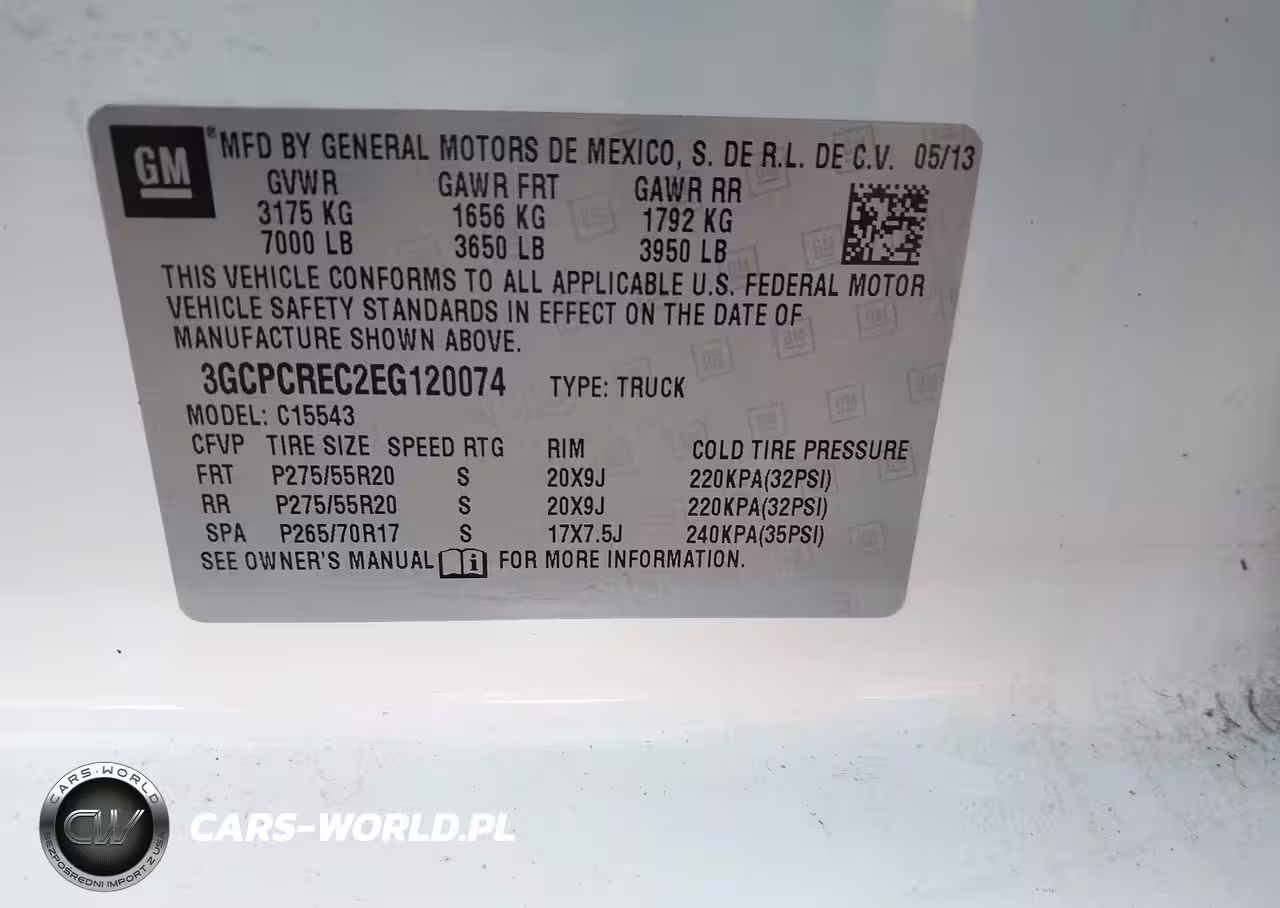 GM® MFD BY GENERAL MOTORS DE MEXICO, S. DE R.L. DE C.V. 05/13
GVWR GAWR FRT GAWR RR
3175 KG 1656 KG 1792 KG
7000 LB 3650 LB 3950 LB
THIS VEHICLE CONFORMS TO ALL APPLICABLE U.S. FEDERAL MOTOR
VEHICLE SAFETY STANDARDS IN EFFECT ON THE DATE OF
MANUFACTURE SHOWN ABOVE.
3GCPCREC2EG120074 TYPE: TRUCK
MODEL: C15543
CFVP TIRE SIZE SPEED RTG RIM COLD TIRE PRESSURE
FRT P275/55R20 S 20X9J 220KPA(32PSI)
RR P275/55R20 S 20X9J 220KPA(32PSI)
SPA P265/70R17 S 17X7.5J 240KPA(35PSI)
SEE OWNER'S MANUAL i FOR MORE INFORMATION.
CARS-WORLD
CW
BEZPOŚREDNI IMPORT Z USA
CARS-WORLD.PL